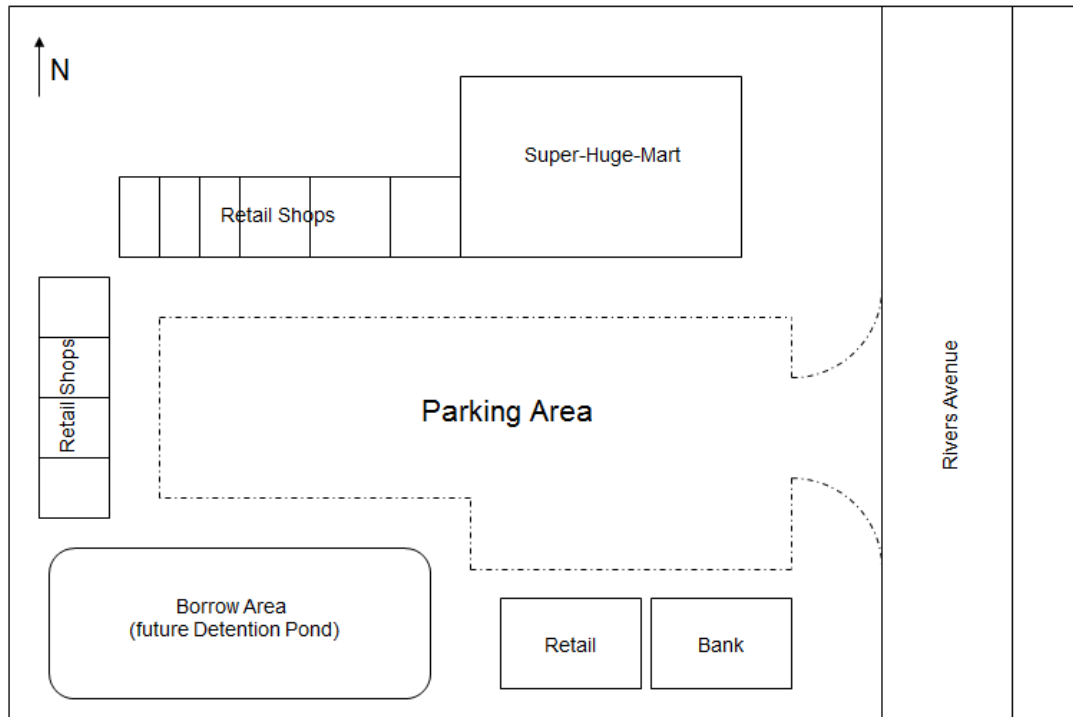 N
Super-Huge-Mart
Retail Shops
Retail Shops
Parking Area
Rivers Avenue
Borrow Area
(future Detention Pond)
Retail
Bank